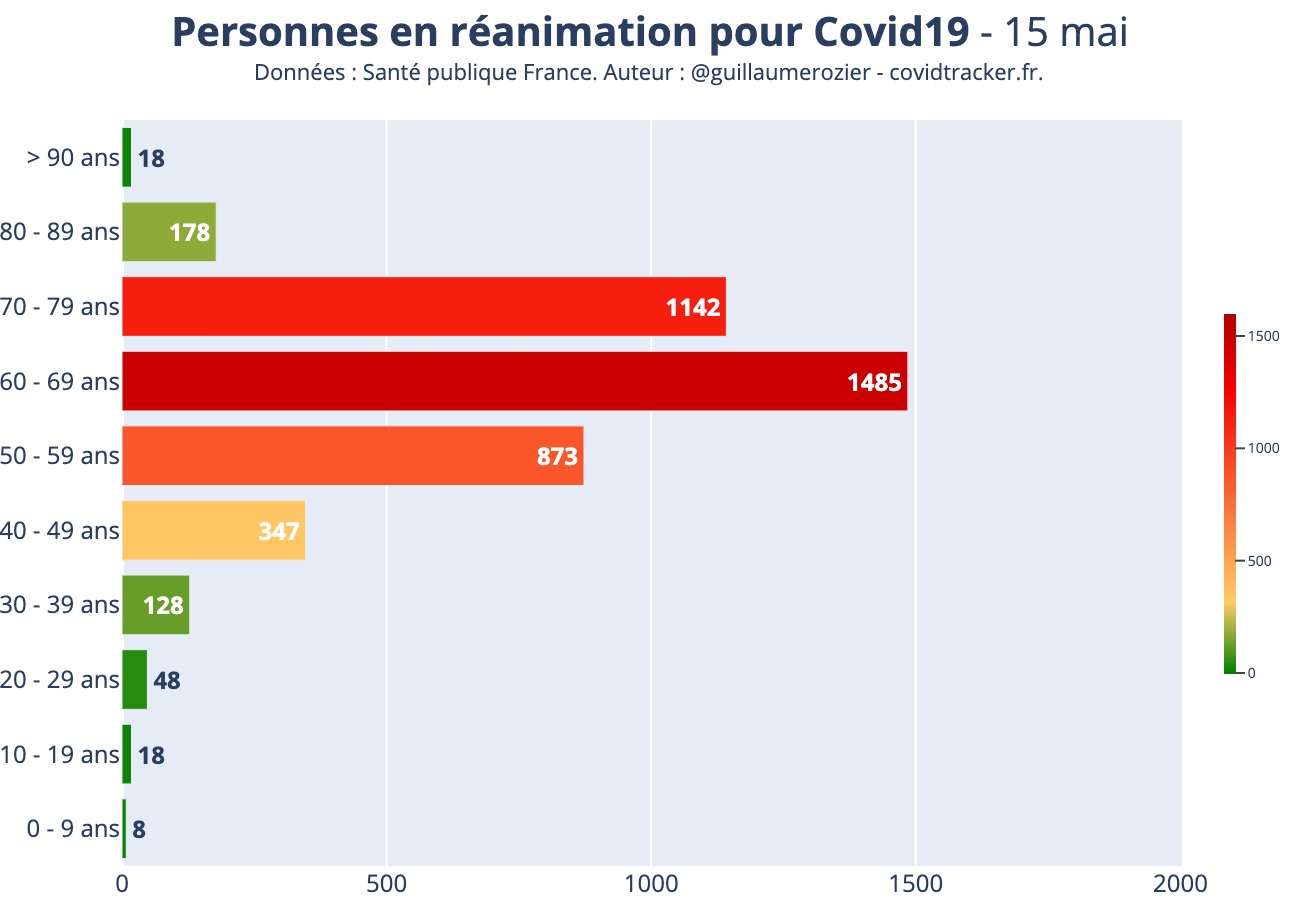 Personnes en réanimation pour Covid19 - 15 mai
Données : Santé publique France. Auteur : @guillaumerozier - covidtracker.fr.
> 90 ans 18
80 - 89 ans 178
70 - 79 ans 1142
60 - 69 ans 1485
50 - 59 ans 873
40 - 49 ans 347
30 - 39 ans 128
20 - 29 ans 48
10 - 19 ans 18
0 - 9 ans 8
0 500 1000 1500 2000
1500
1000
500
0